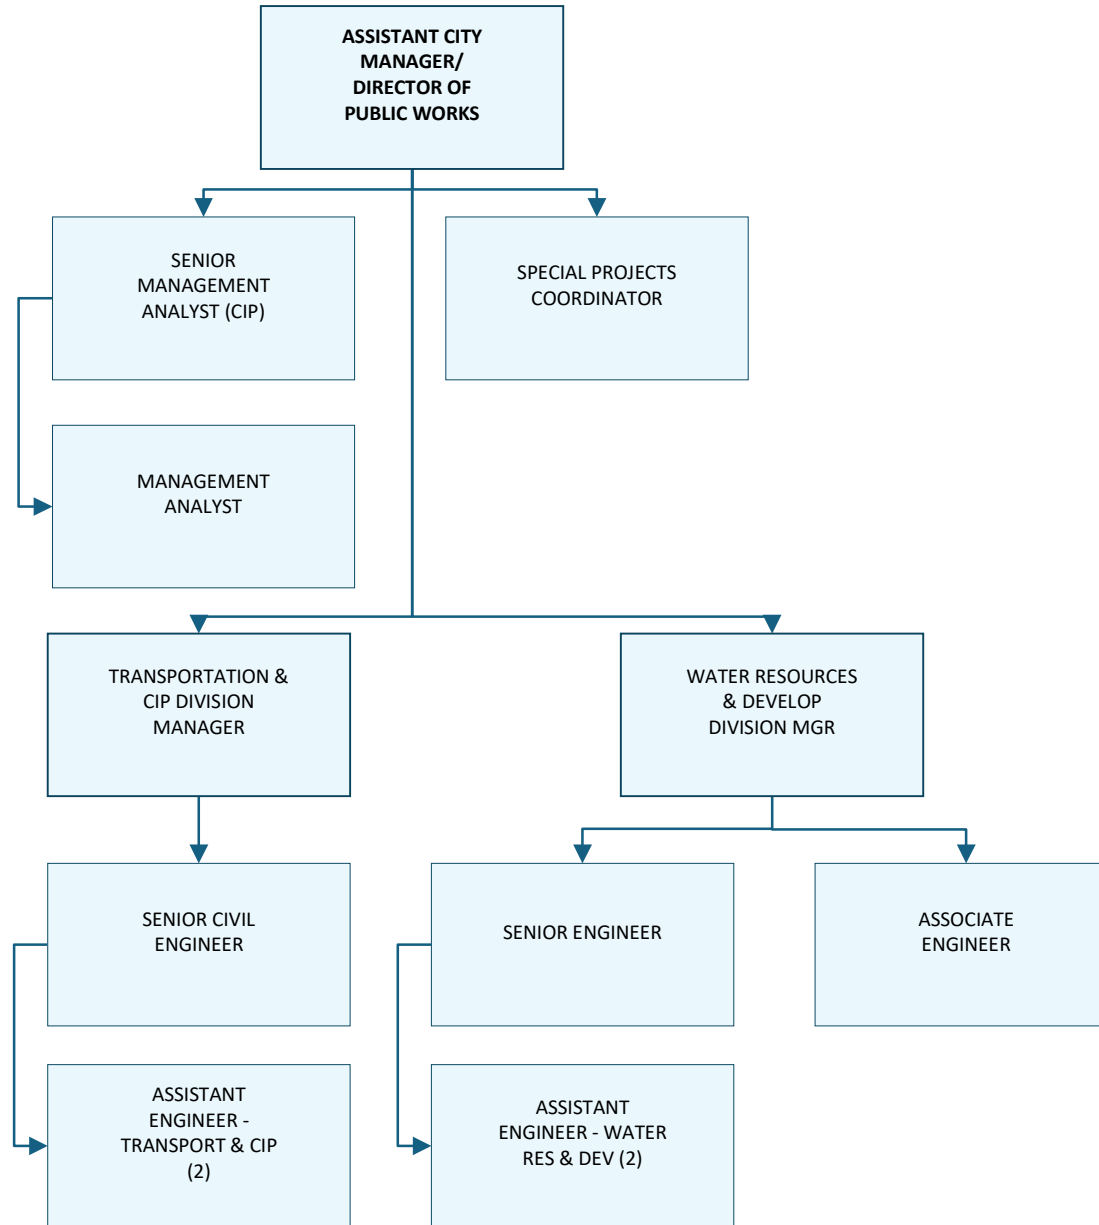 ASSISTANT CITY
MANAGER/
DIRECTOR OF
PUBLIC WORKS
SENIOR
MANAGEMENT
ANALYST (CIP)
SPECIAL PROJECTS
COORDINATOR
MANAGEMENT
ANALYST
TRANSPORTATION &
CIP DIVISION
MANAGER
WATER RESOURCES
& DEVELOP
DIVISION MGR
SENIOR CIVIL
ENGINEER
SENIOR ENGINEER
ASSOCIATE
ENGINEER
ASSISTANT
ENGINEER -
TRANSPORT & CIP
(2)
ASSISTANT
ENGINEER - WATER
RES & DEV (2)